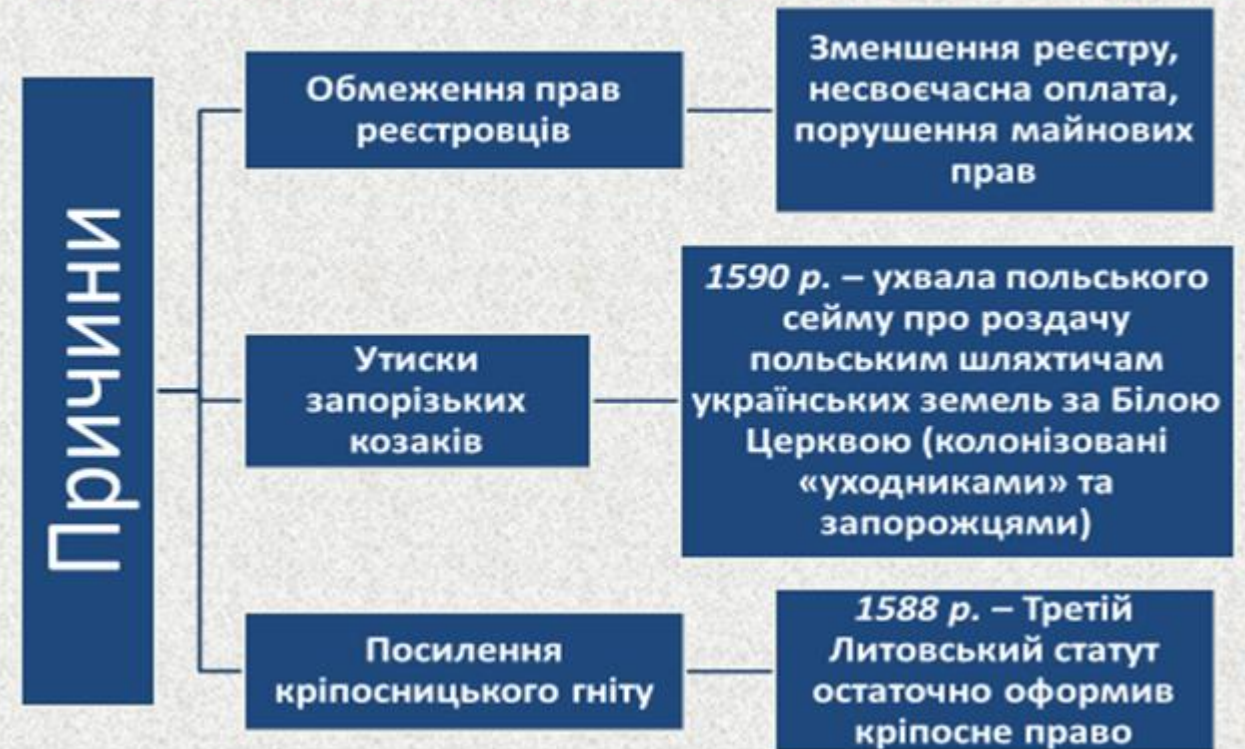 Причини
Обмеження прав
реєстровців
Зменшення реєстру,
несвоєчасна оплата,
порушення майнових
прав
Утиски
запорізьких
козаків
1590 р. – ухвала польського
сейму про роздачу
польським шляхтичам
українських земель за Білою
Церквою (колонізовані
«уходниками» та
запорожцями)
Посилення
кріпосницького гніту
1588 р. – Третій
Литовський статут
остаточно оформив
кріпосне право